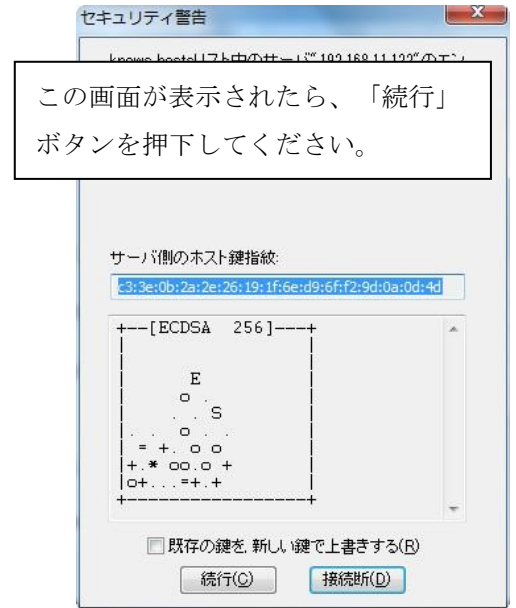 セキュリティ警告
この画面が表示されたら、「続行」
ボタンを押下してください。
サーバ側のホスト鍵指紋:
c3:3e:0b:2a:2e:26:19:1f:6e:d9:6f:f2:9d:0a:0d:4d
+--[ECDSA 256]---+
|                 |
|                 |
|       E         |
|      o .        |
|     . . S       |
|. .   o . .      |
| = +. o o        |
|+.* oo.o +       |
|o+...=+.+        |
+-----------------+
既存の鍵を、新しい鍵で上書きする(R)
続行(C) 接続断(D)